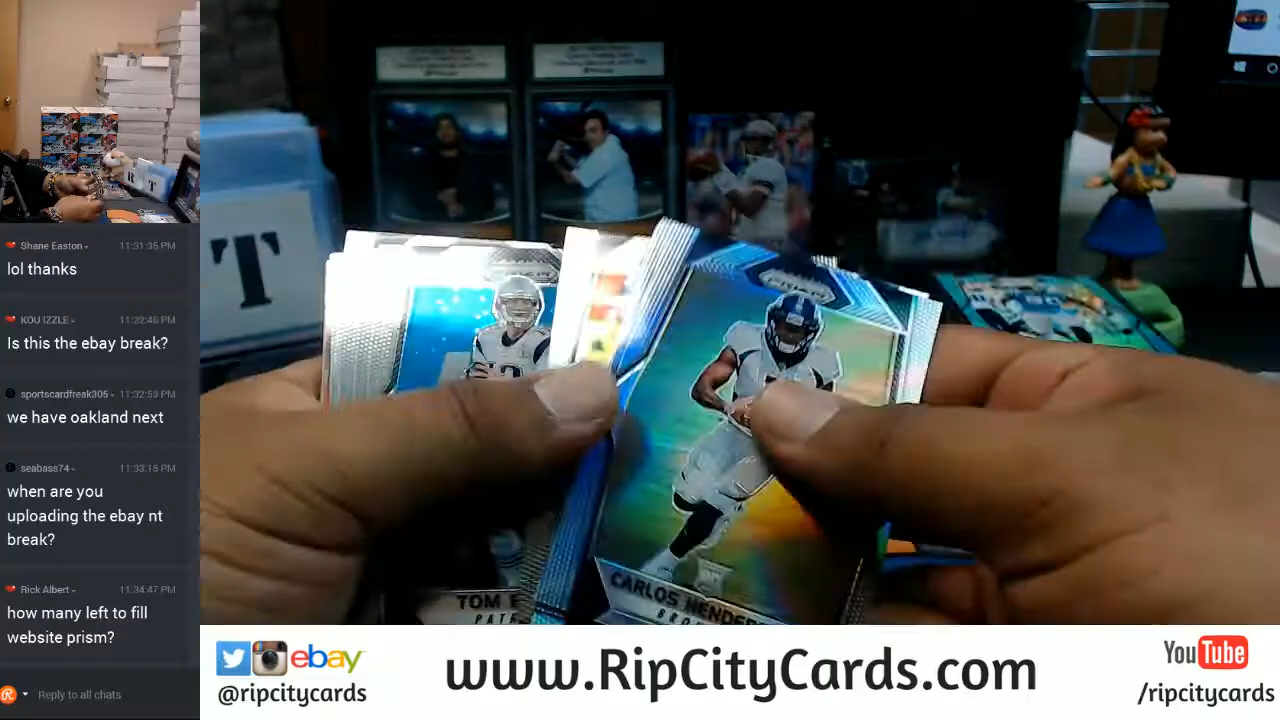 Shane Easton 11:31:35 PM
lol thanks
KOU IZZLE 11:32:46 PM
Is this the ebay break?
sportscardfreak305 11:32:53 PM
we have oakland next
seabass74 11:33:15 PM
when are you
uploading the ebay nt
break?
Rick Albert 11:34:47 PM
how many left to fill
website prism?
Reply to all chats
T
R T
PRIZM
TOM
CARLOS HENDER
BRO
ebay
@ripcitycards
www.RipCityCards.com
YouTube
/ripcitycards